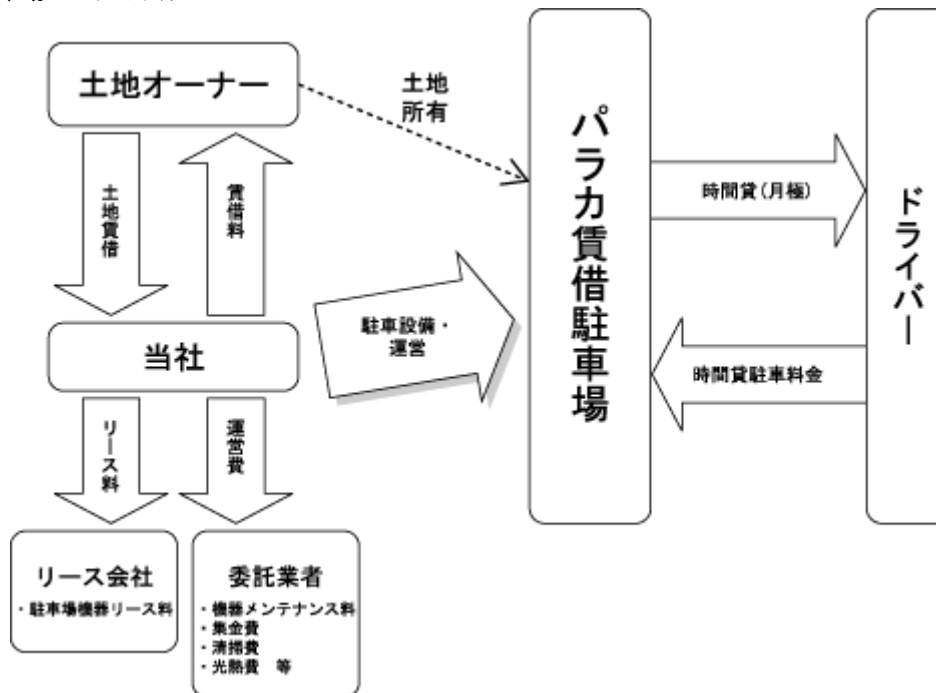 土地オーナー
土地
所有
土地賃借
賃借料
パラカ賃借駐車場
時間貸(月極)
ドライバー
駐車設備・
運営
当社
時間貸駐車料金
リース料
運営費
リース会社
・駐車場機器リース料
委託業者
・機器メンテナンス料
・集金費
・清掃費
・光熱費 等